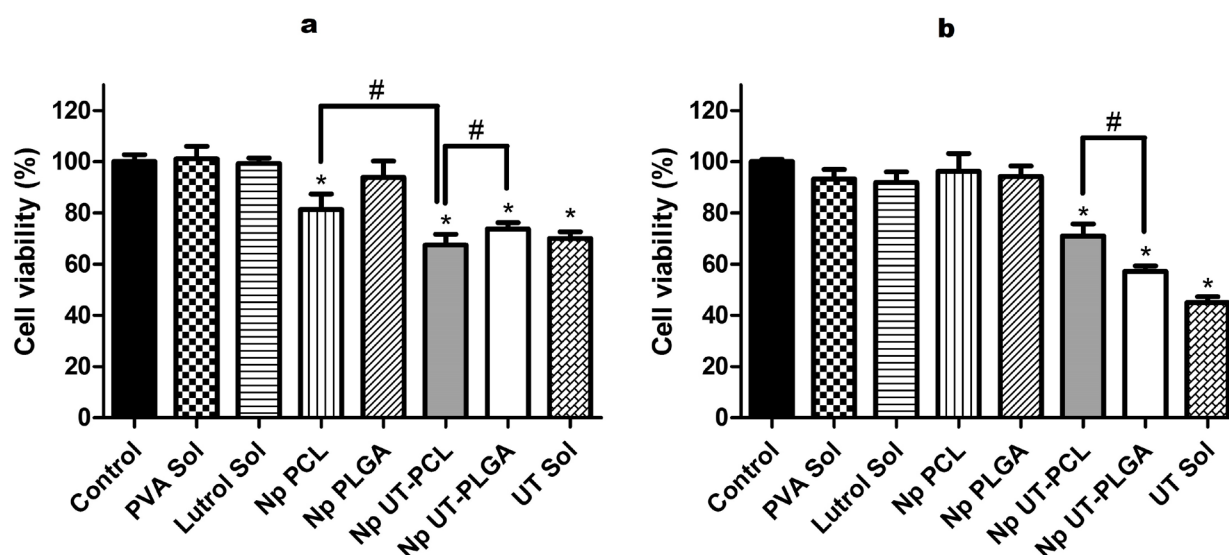 a
Cell viability (%)
120
100
80
60
40
20
0
#
#
*
*
*
*
Control
PVA Sol
Lutrol Sol
Np PCL
Np PLGA
Np UT-PCL
Np UT-PLGA
UT Sol
b
Cell viability (%)
120
100
80
60
40
20
0
#
*
*
*
Control
PVA Sol
Lutrol Sol
Np PCL
Np PLGA
Np UT-PCL
Np UT-PLGA
UT Sol